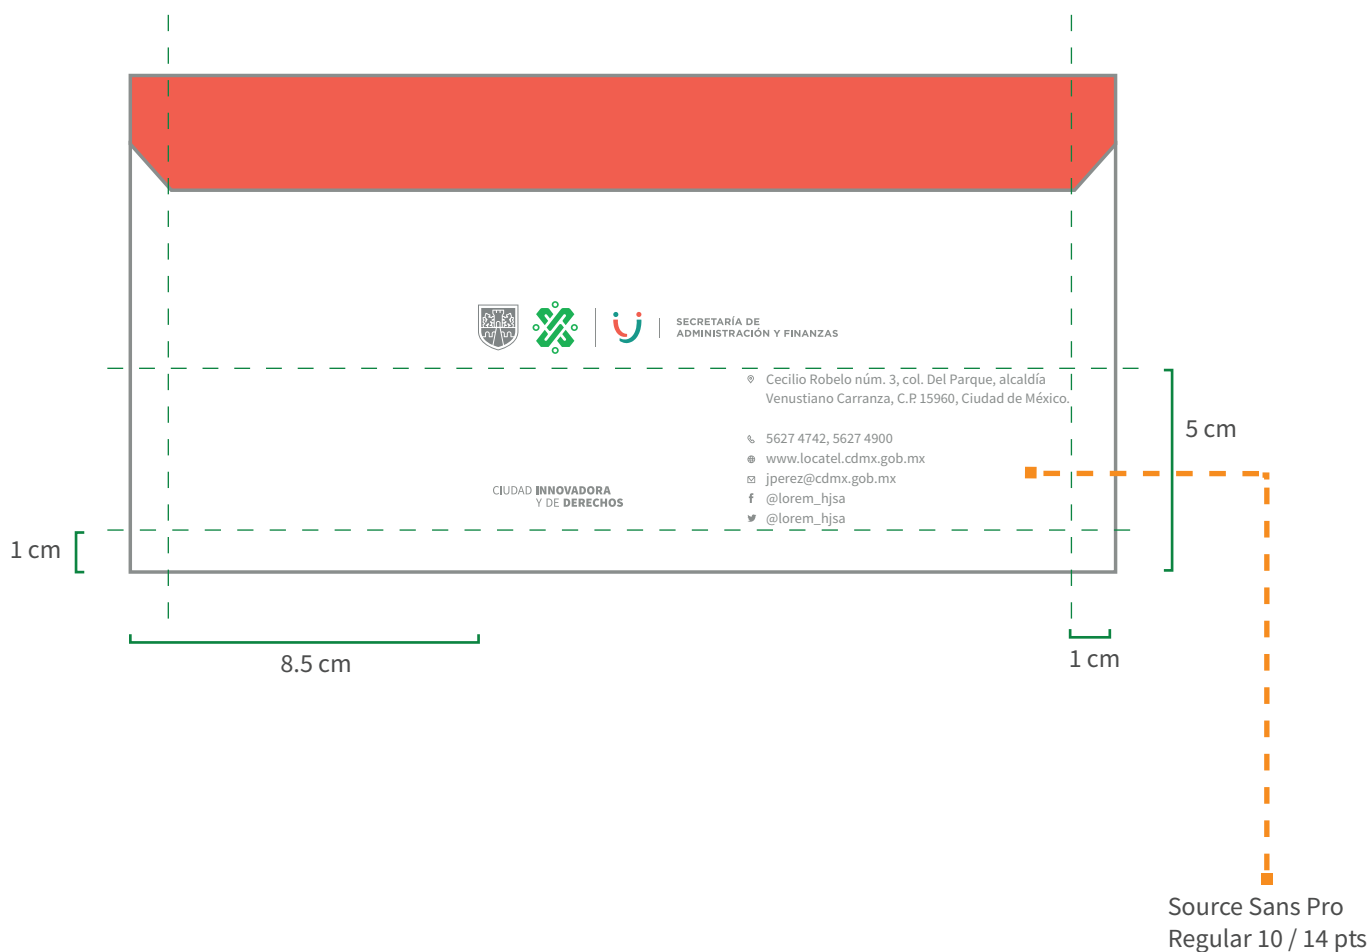 SECRETARÍA DE
ADMINISTRACIÓN Y FINANZAS
Cecilio Robelo núm. 3, col. Del Parque, alcaldía
Venustiano Carranza, C.P. 15960, Ciudad de México.
5627 4742, 5627 4900
www.locatel.cdmx.gob.mx
jperez@cdmx.gob.mx
@lorem_hjsa
@lorem_hjsa
CIUDAD INNOVADORA
Y DE DERECHOS
5 cm
1 cm
8.5 cm
1 cm
Source Sans Pro
Regular 10 / 14 pts